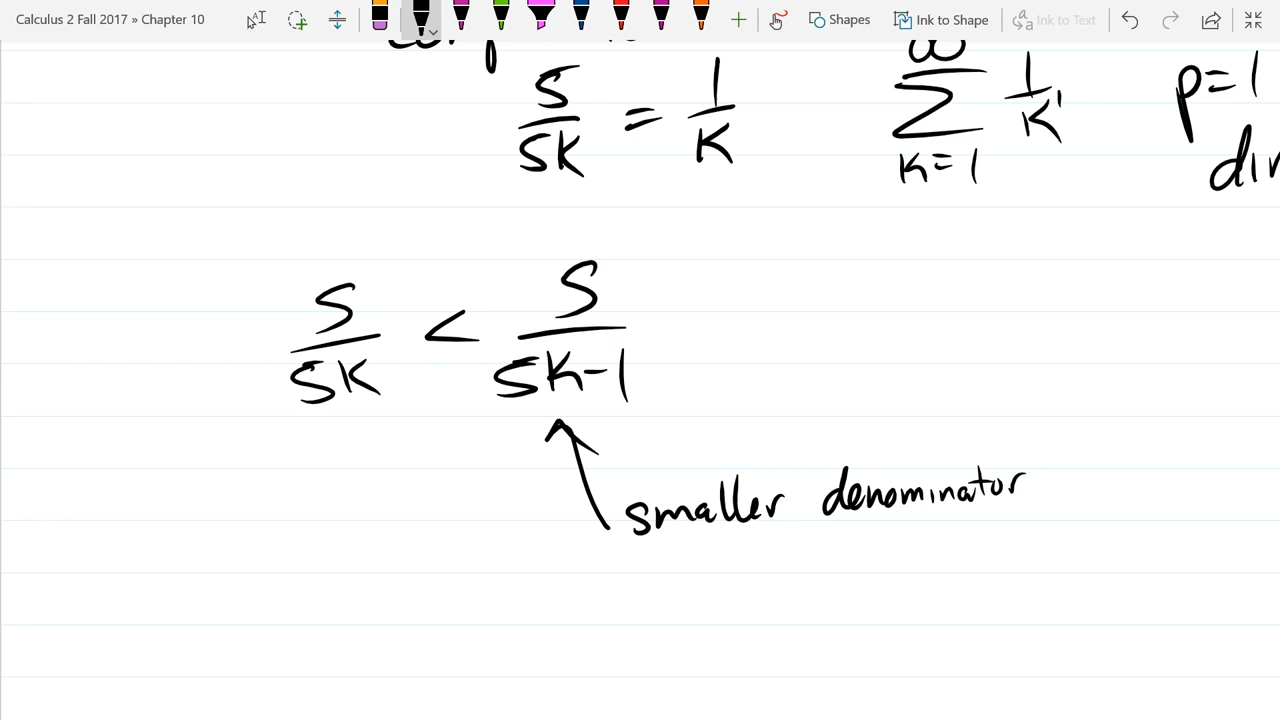 Calculus 2 Fall 2017 » Chapter 10
Shapes Ink to Shape Ink to Text
5/5K = 1/K ∞∑K=1 1/K¹ p=1
5/5K < 5/5K-1
smaller denominator